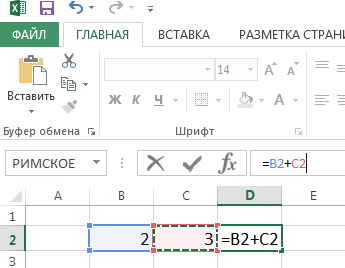 ФАЙЛ ГЛАВНАЯ ВСТАВКА РАЗМЕТКА СТРАНИ
Вставить
14
Ж К Ч А
Буфер обмена Шрифт
РИМСКОЕ fx =B2+C2
A B C D E
1
2 2 3 =B2+C2
3